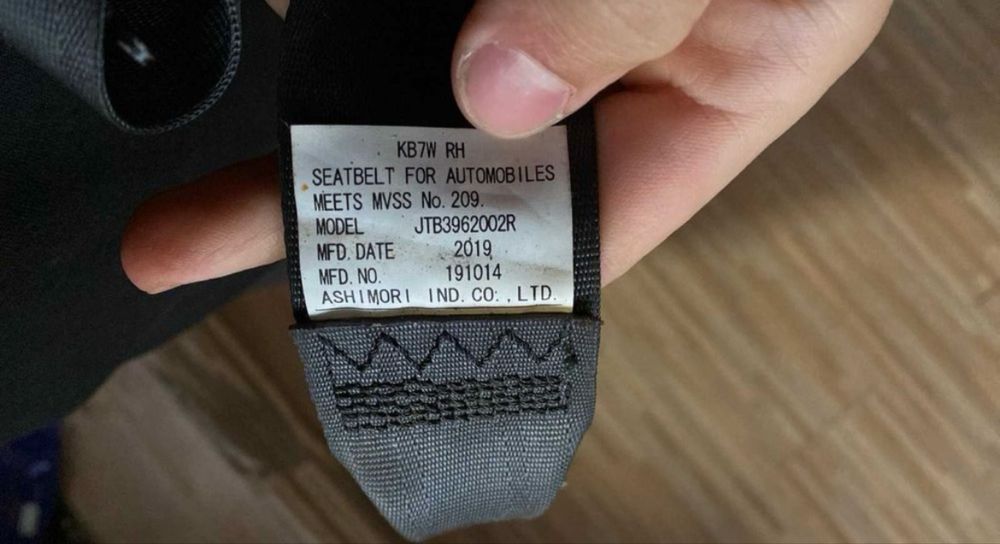 KB7W RH
SEATBELT FOR AUTOMOBILES
MEETS MVSS No. 209.
MODEL JTB3962002R
MFD. DATE 2019
MFD. NO. 191014
ASHIMORI IND. CO., LTD.